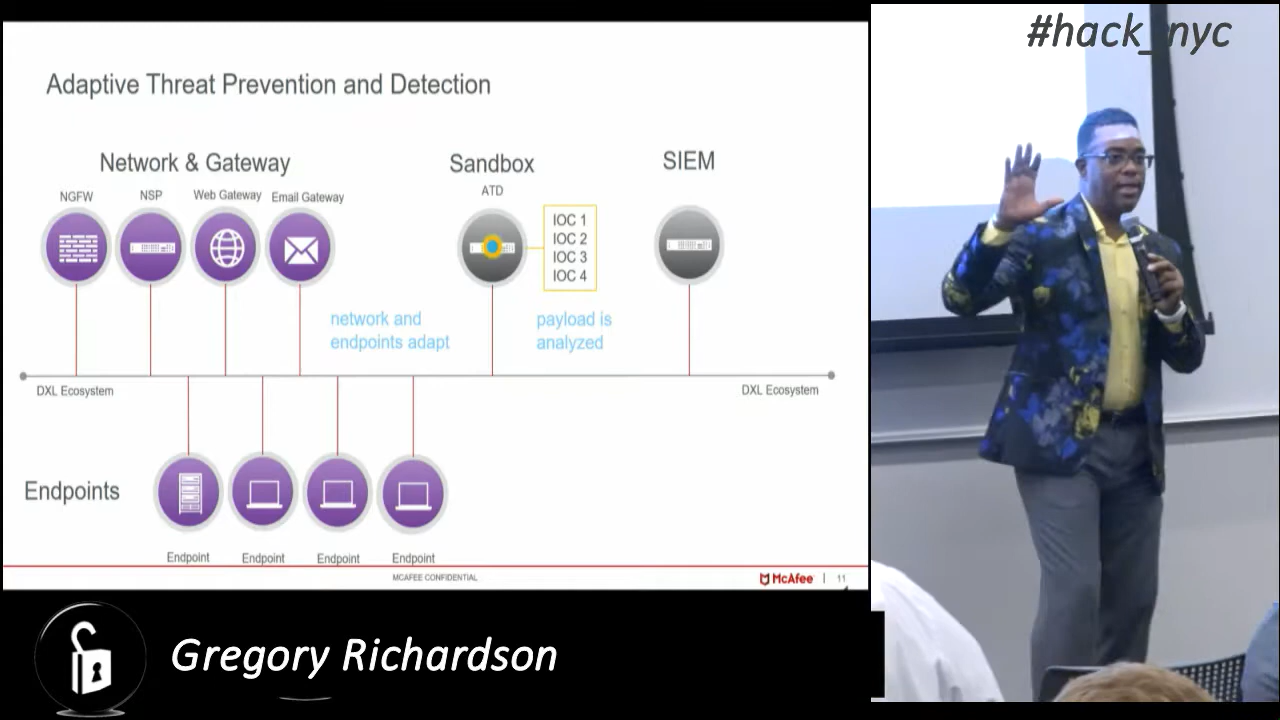 #hack_nyc
Adaptive Threat Prevention and Detection
Network & Gateway
Sandbox
SIEM
NGFW
NSP
Web Gateway
Email Gateway
ATD
IOC 1
IOC 2
IOC 3
IOC 4
network and
endpoints adapt
payload is
analyzed
DXL Ecosystem
DXL Ecosystem
Endpoints
Endpoint
Endpoint
Endpoint
Endpoint
MCAFEE CONFIDENTIAL
McAfee
11
Gregory Richardson